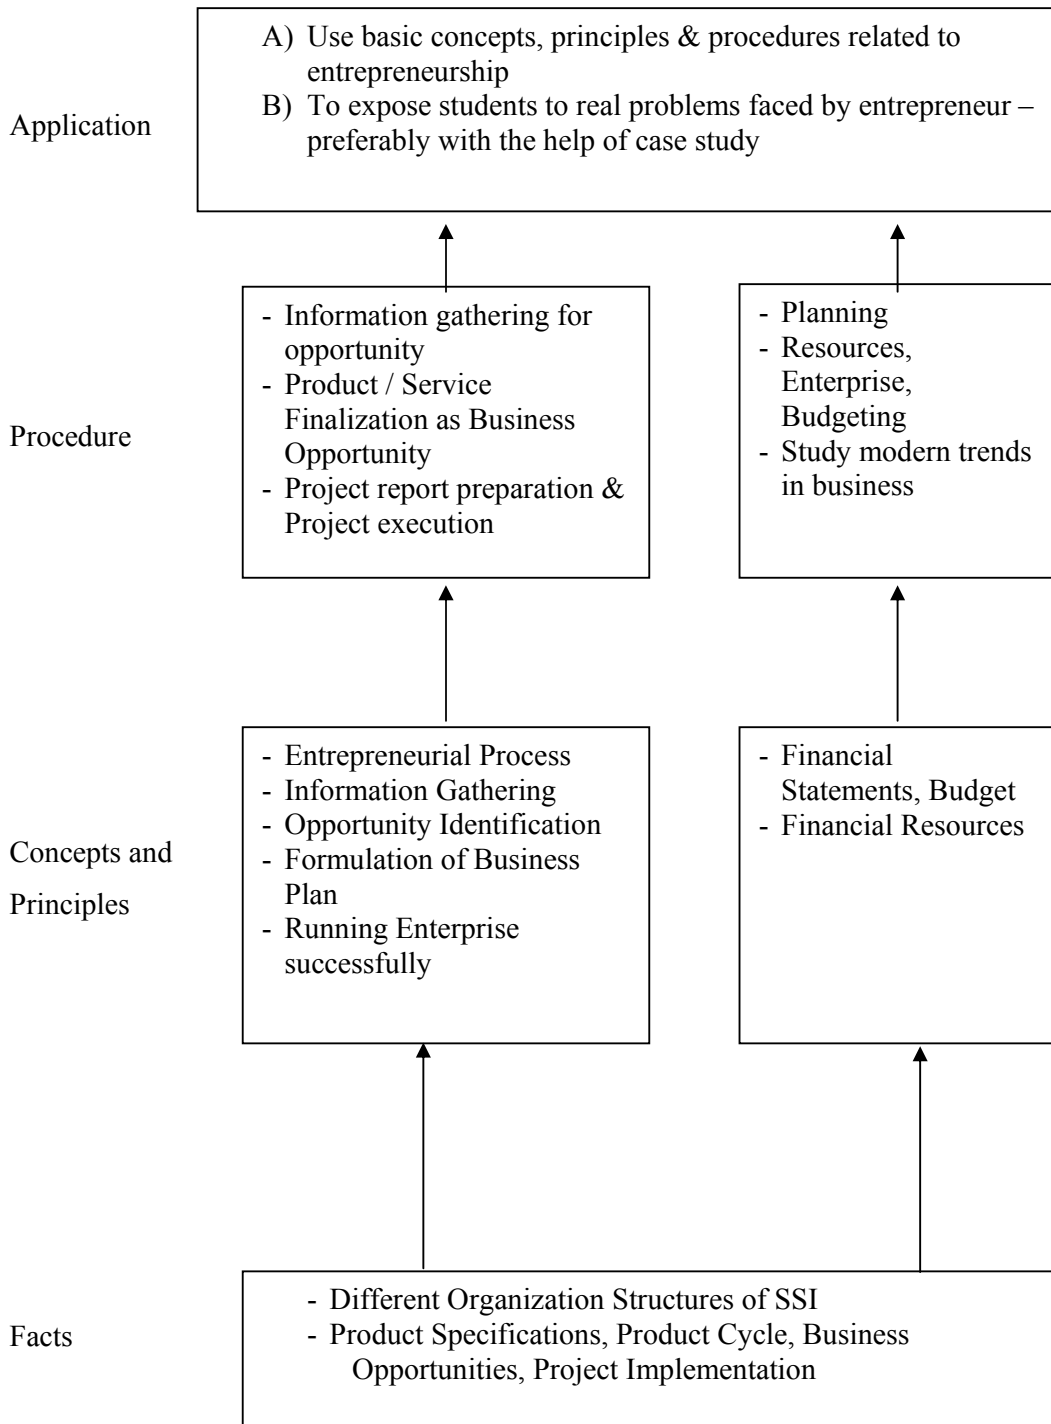 A) Use basic concepts, principles & procedures related to
entrepreneurship
B) To expose students to real problems faced by entrepreneur –
preferably with the help of case study
Application
- Information gathering for
opportunity
- Product / Service
Finalization as Business
Opportunity
- Project report preparation &
Project execution
- Planning
- Resources,
Enterprise,
Budgeting
- Study modern trends
in business
Procedure
- Entrepreneurial Process
- Information Gathering
- Opportunity Identification
- Formulation of Business
Plan
- Running Enterprise
successfully
- Financial
Statements, Budget
- Financial Resources
Concepts and
Principles
- Different Organization Structures of SSI
- Product Specifications, Product Cycle, Business
Opportunities, Project Implementation
Facts